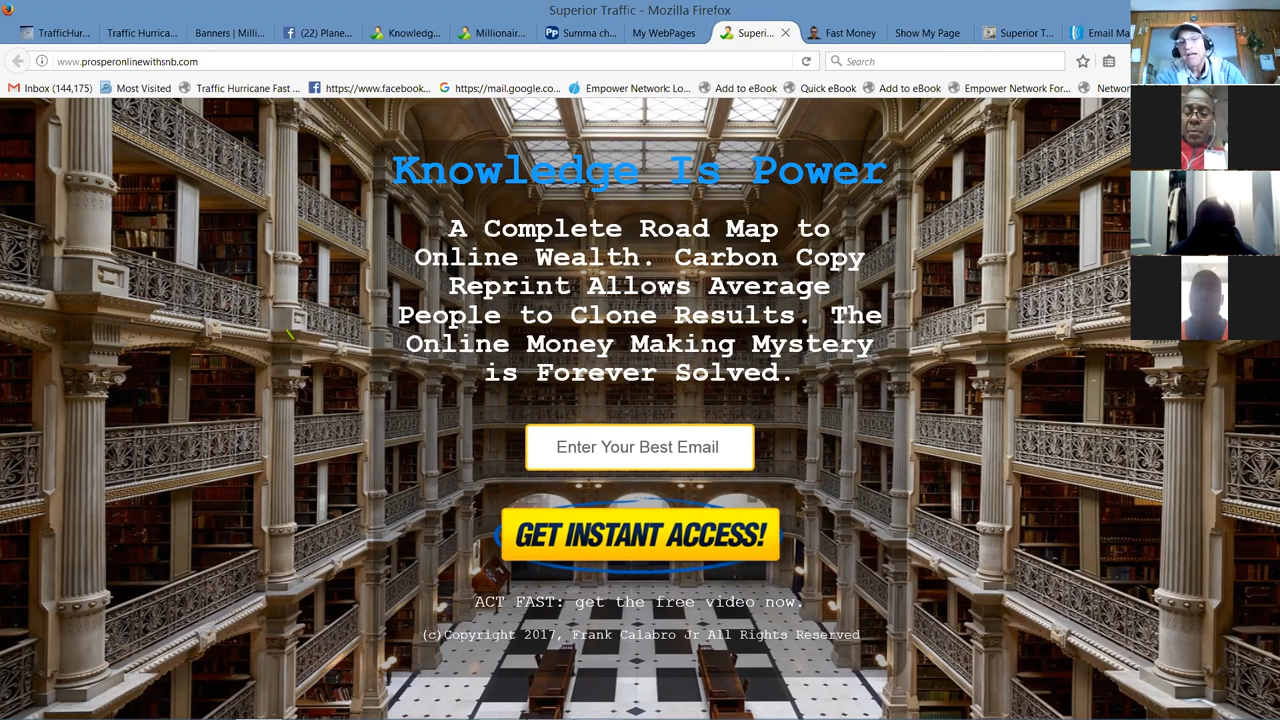 Superior Traffic - Mozilla Firefox
TrafficHur... Traffic Hurrica... Banners | Milli... (22) Plane... Knowledg... Millionair... Pp Summa ch... My WebPages Superi... Fast Money Show My Page Superior T... Email Ma
www.prosperonlinewithsnb.com Search
Inbox (144,175) Most Visited Traffic Hurricane Fast ... https://www.facebook... https://mail.google.co... Empower Network: Lo... Add to eBook Quick eBook Add to eBook Empower Network For... Networ
Knowledge Is Power
A Complete Road Map to
Online Wealth. Carbon Copy
Reprint Allows Average
People to Clone Results. The
Online Money Making Mystery
is Forever Solved.
Enter Your Best Email
GET INSTANT ACCESS!
ACT FAST: get the free video now.
(c)Copyright 2017, Frank Calabro Jr All Rights Reserved